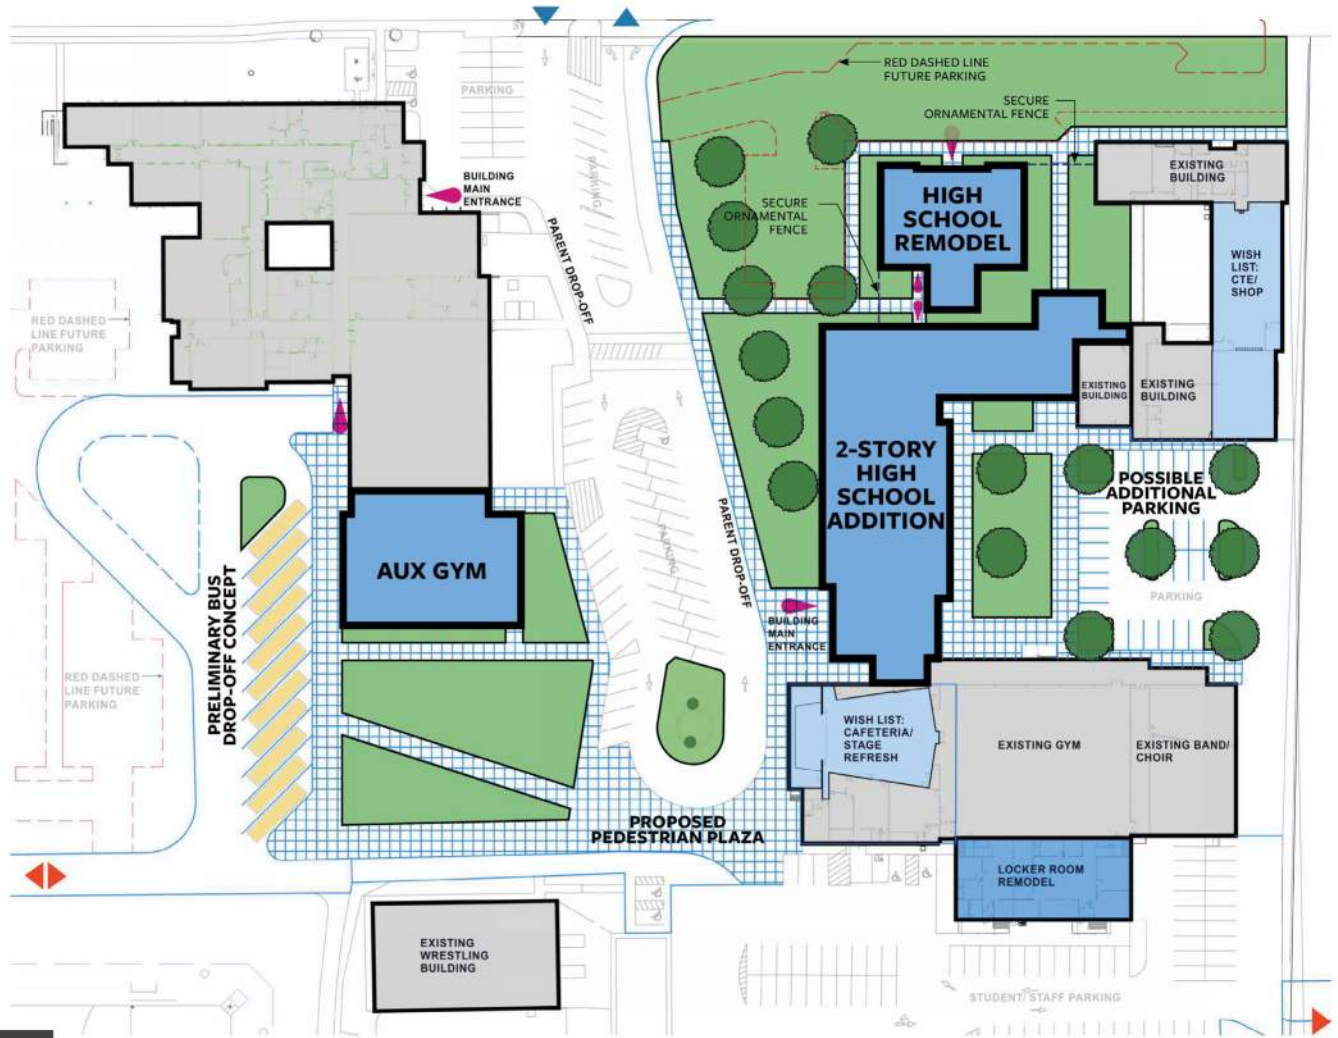 RED DASHED LINE
FUTURE PARKING
SECURE
ORNAMENTAL FENCE
PARKING
PARKING
BUILDING
MAIN
ENTRANCE
PARENT DROP-OFF
SECURE
ORNAMENTAL
FENCE
HIGH
SCHOOL
REMODEL
EXISTING
BUILDING
WISH
LIST:
CTE/
SHOP
RED DASHED
LINE FUTURE
PARKING
EXISTING
BUILDING
EXISTING
BUILDING
2-STORY
HIGH
SCHOOL
ADDITION
POSSIBLE
ADDITIONAL
PARKING
PARKING
AUX GYM
PARKING
PARENT DROP-OFF
PRELIMINARY BUS
DROP-OFF CONCEPT
BUILDING
MAIN
ENTRANCE
RED DASHED
LINE FUTURE
PARKING
WISH LIST:
CAFETERIA/
STAGE
REFRESH
EXISTING GYM
EXISTING BAND/
CHOIR
PROPOSED
PEDESTRIAN PLAZA
LOCKER ROOM
REMODEL
EXISTING
WRESTLING
BUILDING
STUDENT/ STAFF PARKING